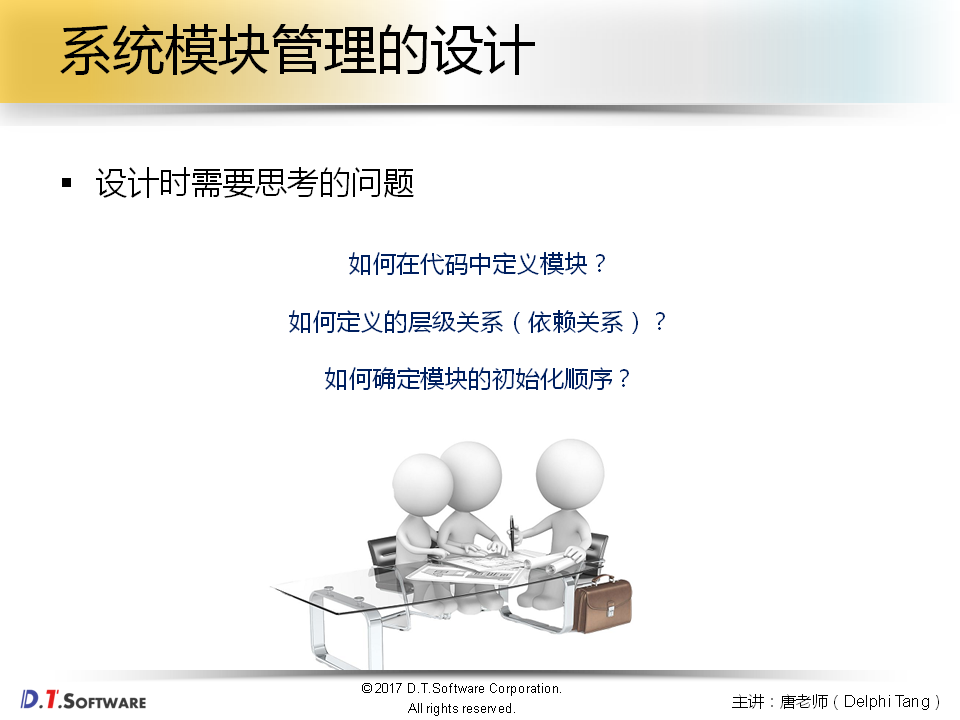 系统模块管理的设计
设计时需要思考的问题
如何在代码中定义模块？
如何定义的层级关系（依赖关系）？
如何确定模块的初始化顺序？
D.T.SOFTWARE
©2017 D.T.Software Corporation.
All rights reserved.
主讲：唐老师（Delphi Tang）